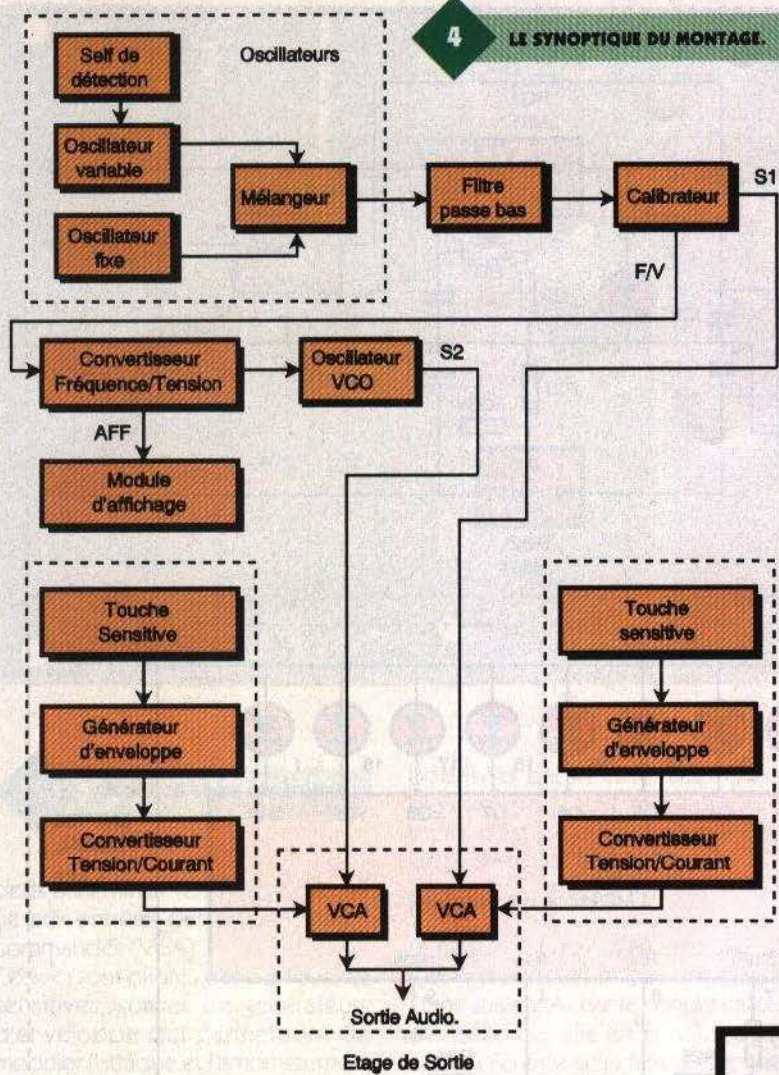 4
LE SYNOPTIQUE DU MONTAGE.
Oscillateurs
Self de
détection
Oscillateur
variable
Oscillateur
fixe
Mélangeur
Filtre
passe bas
Calibrateur
S1
F/V
Convertisseur
Fréquence/Tension
Oscillateur
VCO
S2
AFF
Module
d'affichage
Touche
Sensitive
Générateur
d'enveloppe
Convertisseur
Tension/Courant
Touche
sensitive
Générateur
d'enveloppe
Convertisseur
Tension/Courant
VCA
VCA
Sortie Audio.
Etage de Sortie